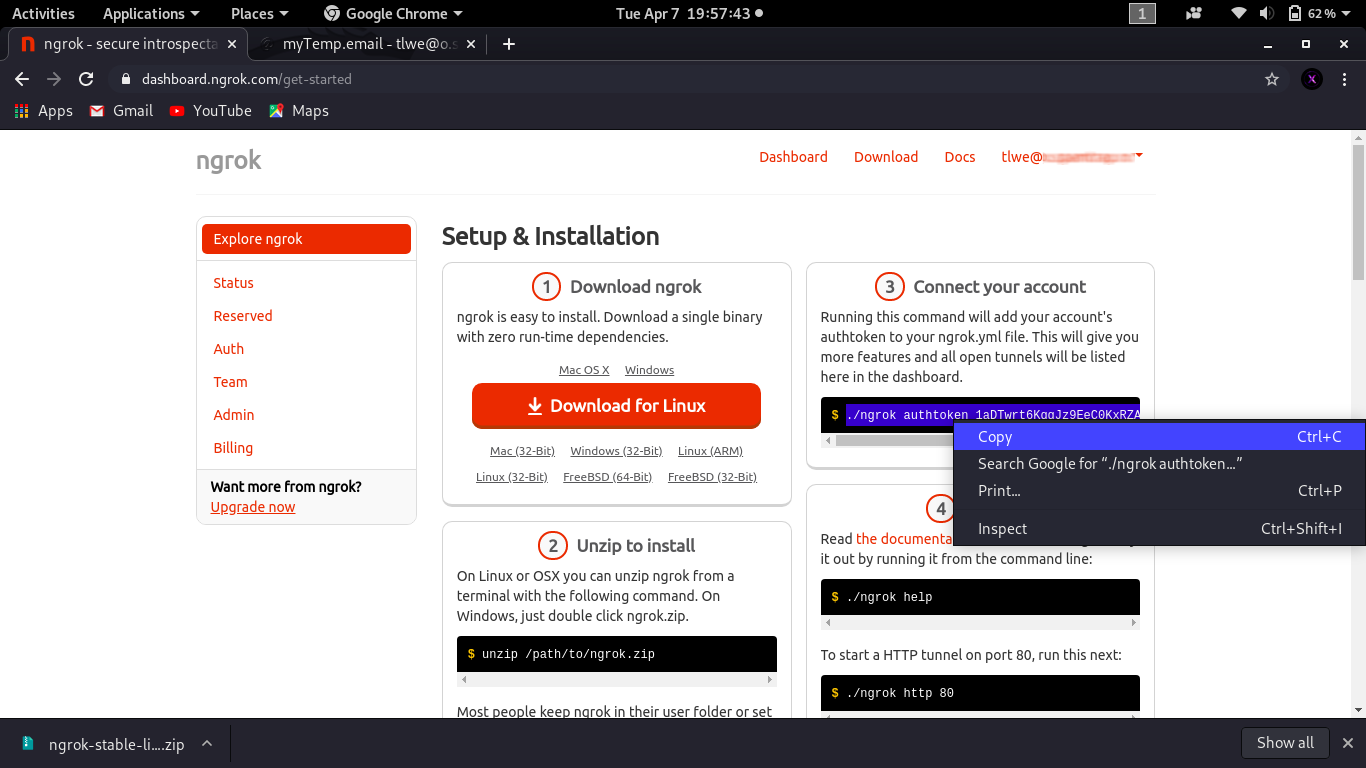 Activities Applications Places Google Chrome Tue Apr 7 19:57:43 1 62 %
ngrok - secure introspecta myTemp.email - tlwe@o.s
dashboard.ngrok.com/get-started
Apps Gmail YouTube Maps
ngrok
Dashboard Download Docs tlwe@
Explore ngrok
Status
Reserved
Auth
Team
Admin
Billing
Want more from ngrok?
Upgrade now
Setup & Installation
1 Download ngrok
ngrok is easy to install. Download a single binary
with zero run-time dependencies.
Mac OS X Windows
Download for Linux
Mac (32-Bit) Windows (32-Bit) Linux (ARM)
Linux (32-Bit) FreeBSD (64-Bit) FreeBSD (32-Bit)
2 Unzip to install
On Linux or OSX you can unzip ngrok from a
terminal with the following command. On
Windows, just double click ngrok.zip.
$ unzip /path/to/ngrok.zip
Most people keep ngrok in their user folder or set
3 Connect your account
Running this command will add your account's
authtoken to your ngrok.yml file. This will give you
more features and all open tunnels will be listed
here in the dashboard.
$ ./ngrok authtoken
Copy Ctrl+C
Search Google for “./ngrok authtoken…”
Print… Ctrl+P
Inspect Ctrl+Shift+I
4
Read the documenta
it out by running it from the command line:
$ ./ngrok help
To start a HTTP tunnel on port 80, run this next:
$ ./ngrok http 80
ngrok-stable-li….zip
Show all